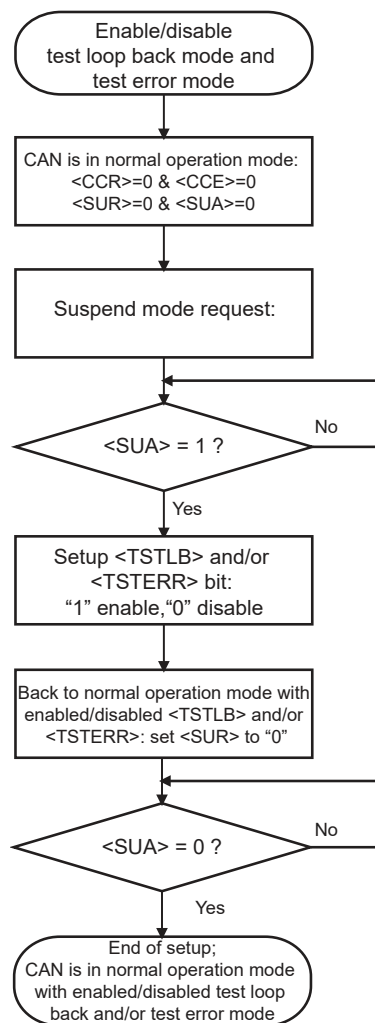 Enable/disable
test loop back mode and
test error mode
CAN is in normal operation mode:
<CCR>=0 & <CCE>=0
<SUR>=0 & <SUA>=0
Suspend mode request:
<SUA> = 1 ?
No
Yes
Setup <TSTLB> and/or
<TSTERR> bit:
“1” enable,“0” disable
Back to normal operation mode with
enabled/disabled <TSTLB> and/or
<TSTERR>: set <SUR> to “0”
<SUA> = 0 ?
No
Yes
End of setup;
CAN is in normal operation mode
with enabled/disabled test loop
back and/or test error mode